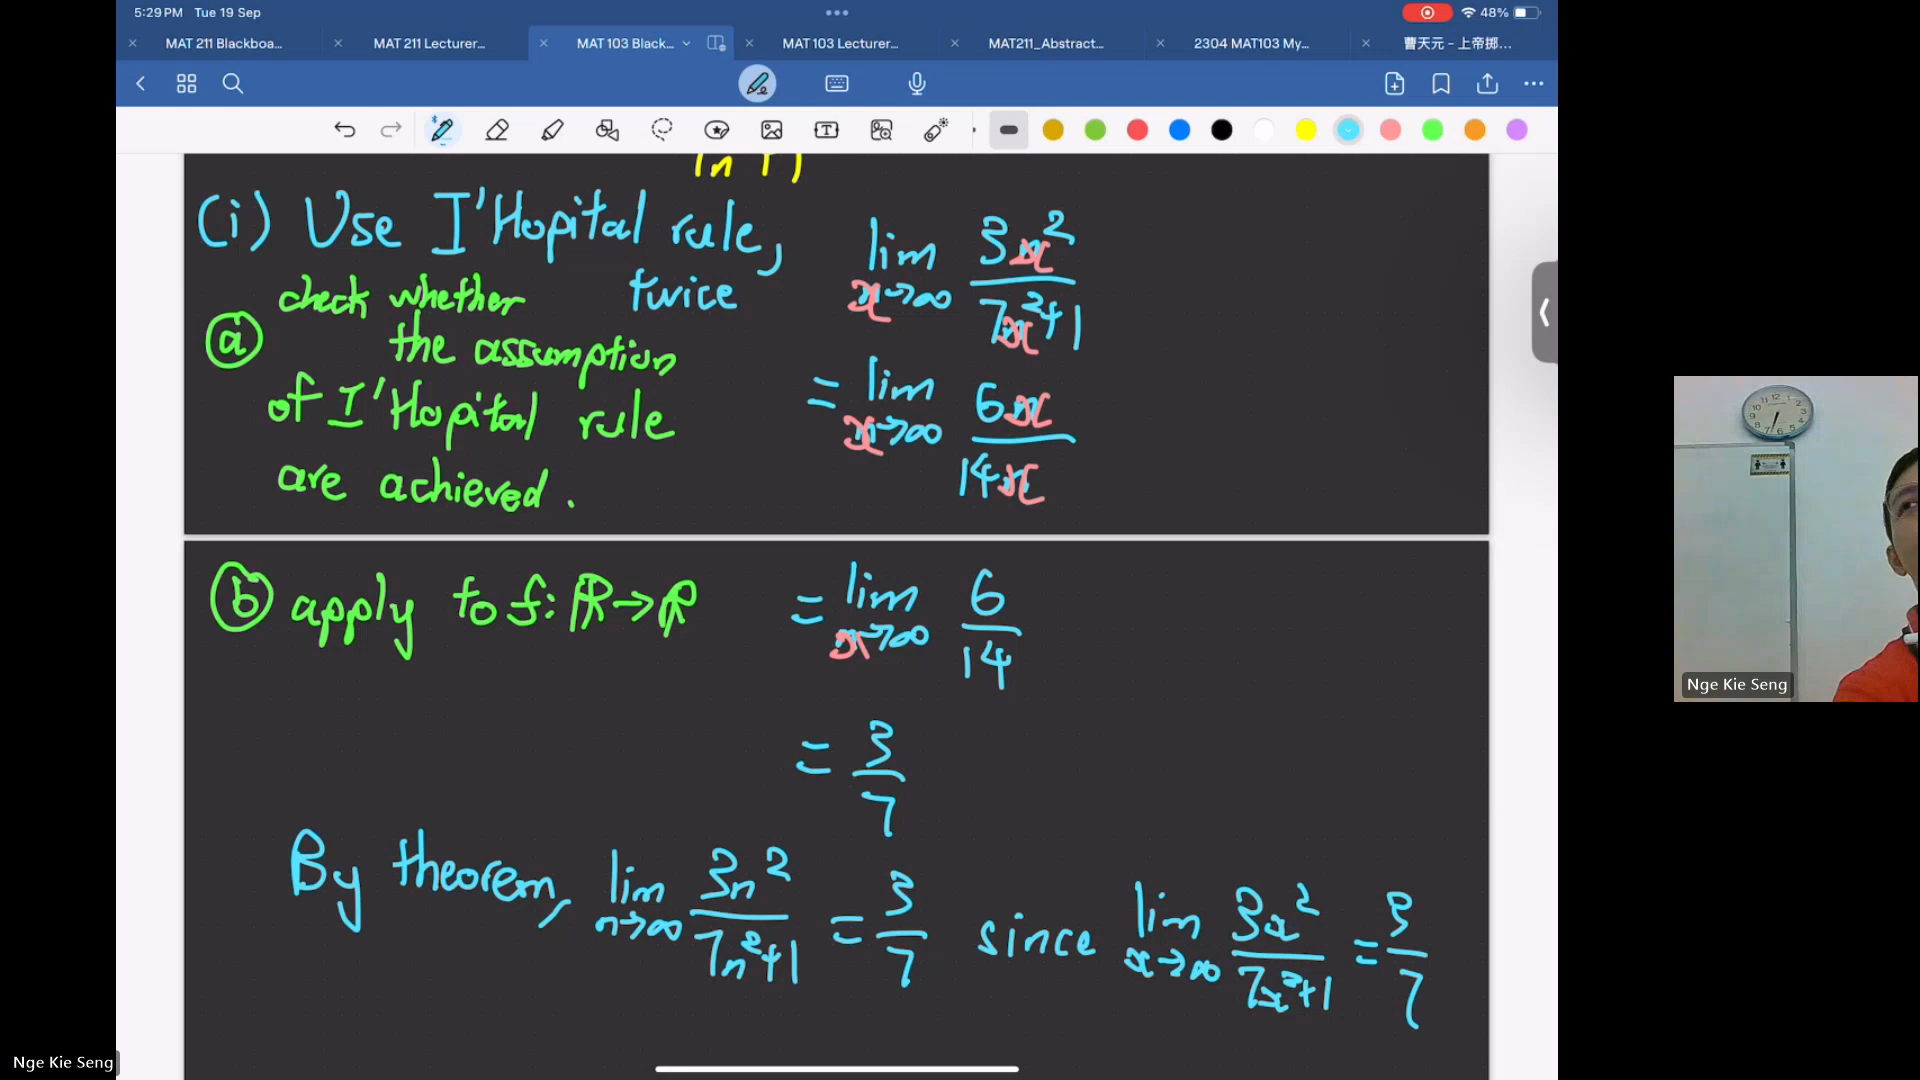 5:29 PM Tue 19 Sep
48%
MAT 211 Blackboa...
MAT 211 Lecturer...
MAT 103 Black...
MAT 103 Lecturer...
MAT211_Abstract...
2304 MAT103 My...
曹天元 - 上帝掷...
(i) Use I'Hopital rule, twice
lim x→∞ 3x²/7x²+1
ⓐ check whether
the assumption
of I'Hopital rule
are achieved.
= lim x→∞ 6x/14x
ⓑ apply to f: ℝ→ℝ
= lim x→∞ 6/14
= 3/7
By theorem, lim n→∞ 3n²/7n²+1 = 3/7 since lim x→∞ 3x²/7x²+1 = 3/7
Nge Kie Seng
Nge Kie Seng